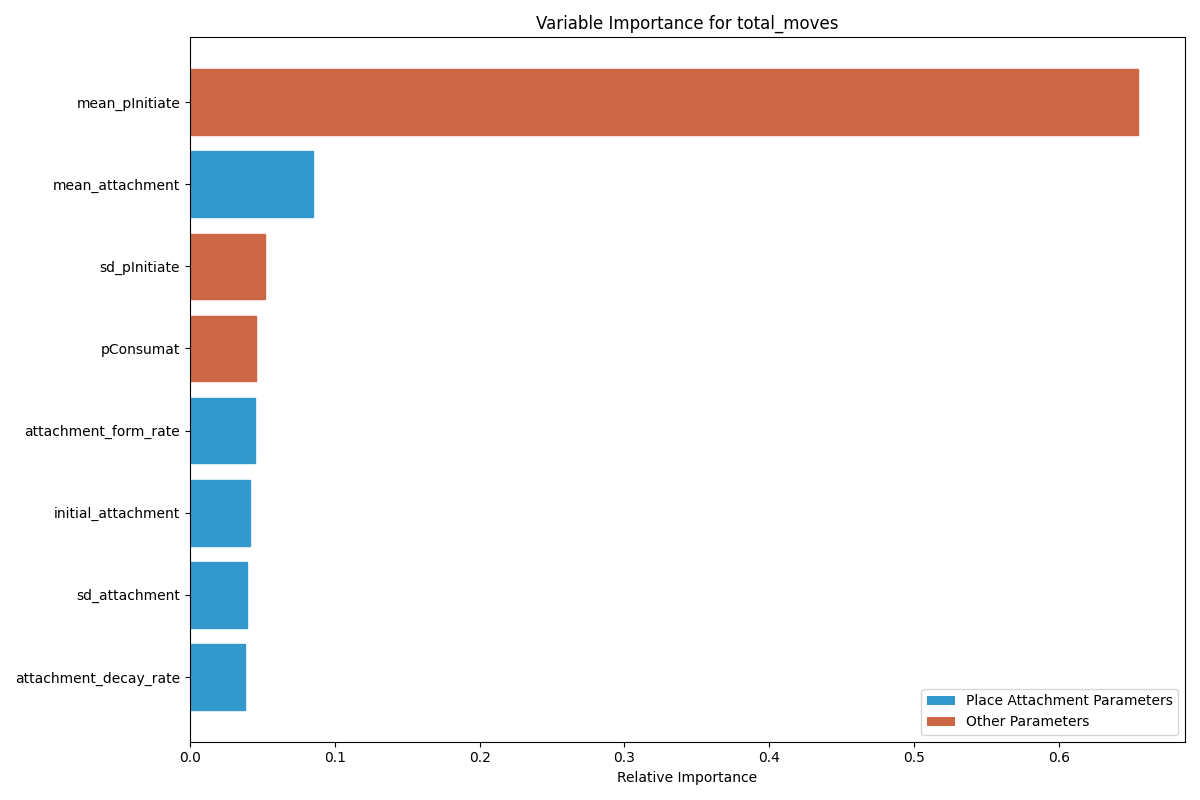 Variable Importance for total_moves
mean_pInitiate
mean_attachment
sd_pInitiate
pConsumat
attachment_form_rate
initial_attachment
sd_attachment
attachment_decay_rate
Place Attachment Parameters
Other Parameters
0.0 0.1 0.2 0.3 0.4 0.5 0.6
Relative Importance